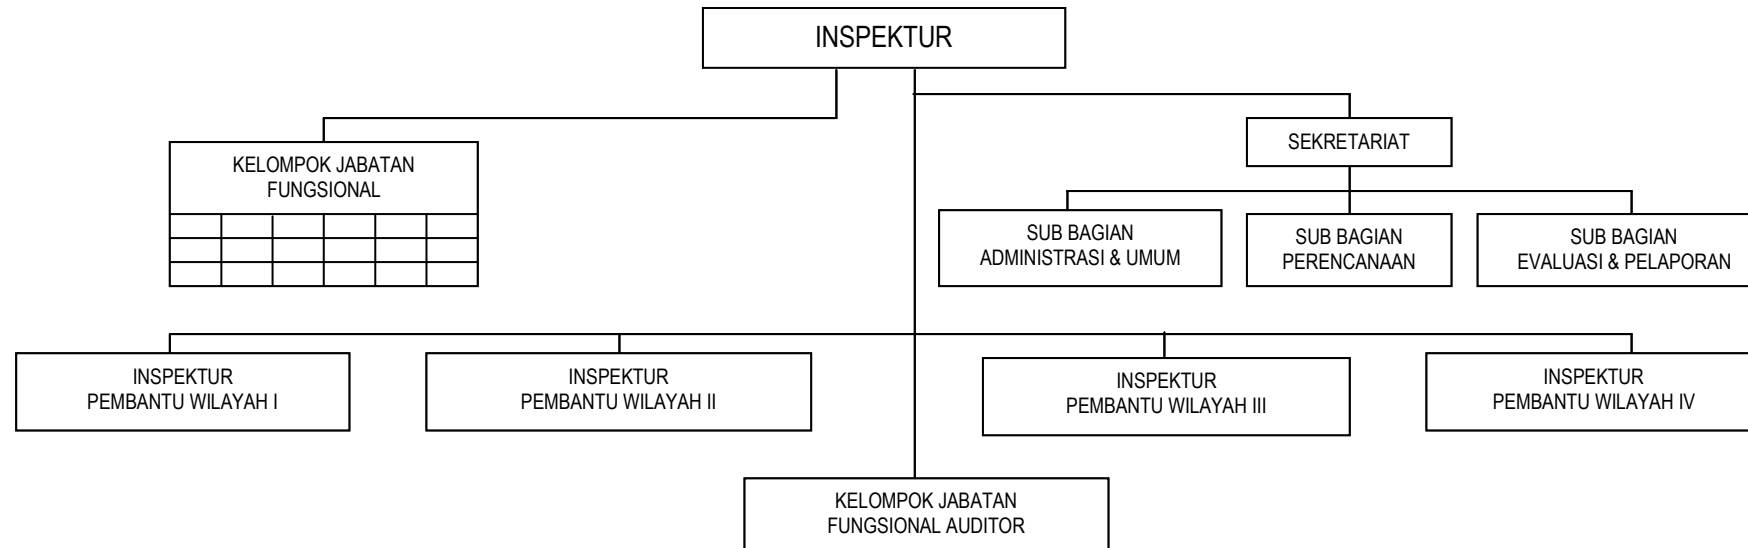 INSPEKTUR
SEKRETARIAT
KELOMPOK JABATAN
FUNGSIONAL
SUB BAGIAN
ADMINISTRASI & UMUM
SUB BAGIAN
PERENCANAAN
SUB BAGIAN
EVALUASI & PELAPORAN
INSPEKTUR
PEMBANTU WILAYAH I
INSPEKTUR
PEMBANTU WILAYAH II
INSPEKTUR
PEMBANTU WILAYAH III
INSPEKTUR
PEMBANTU WILAYAH IV
KELOMPOK JABATAN
FUNGSIONAL AUDITOR